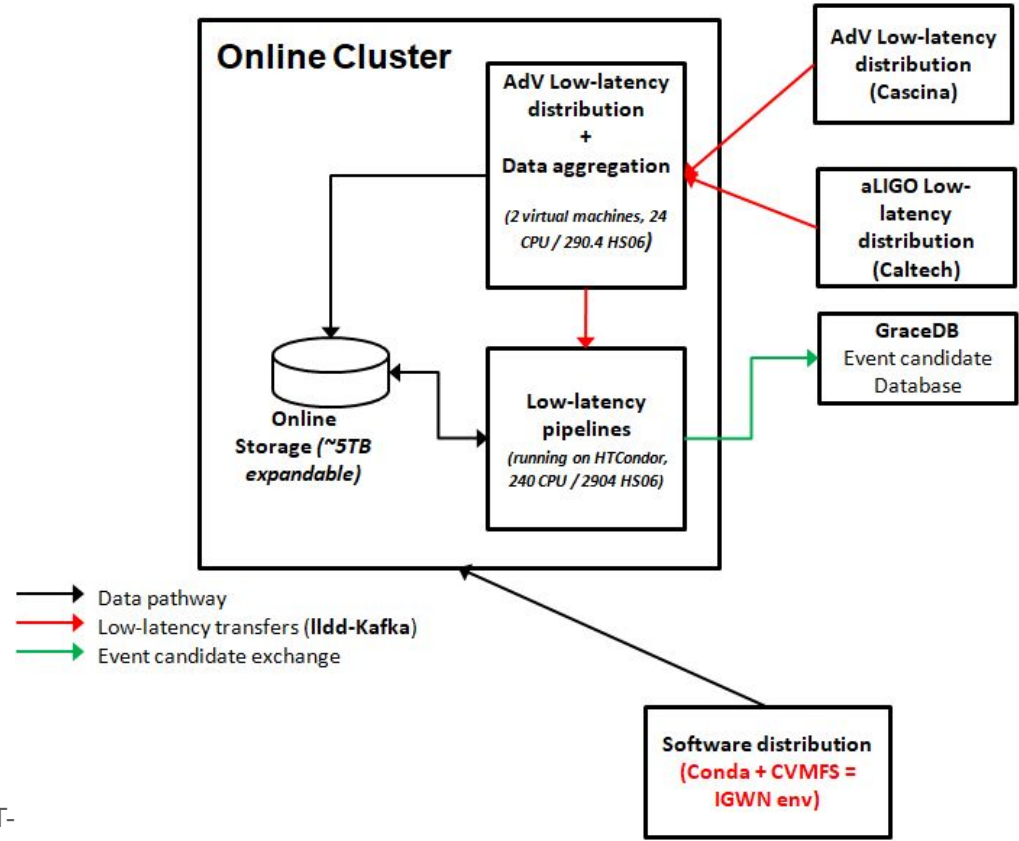 Online Cluster
AdV Low-latency
distribution
+
Data aggregation
(2 virtual machines, 24
CPU / 290.4 HS06)
AdV Low-latency
distribution
(Cascina)
aLIGO Low-
latency
distribution
(Caltech)
GraceDB
Event candidate
Database
Online
Storage (~5TB
expandable)
Low-latency
pipelines
(running on HTCondor,
240 CPU / 2904 HS06)
Data pathway
Low-latency transfers (lldd-Kafka)
Event candidate exchange
Software distribution
(Conda + CVMFS =
IGWN env)
T-